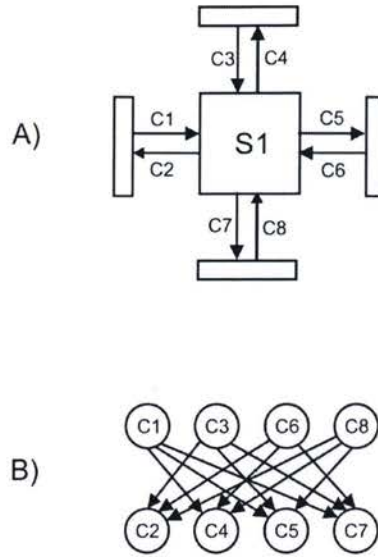 A)
C3 C4
C1 S1 C5
C2 C6
C7 C8
B)
C1 C3 C6 C8
C2 C4 C5 C7